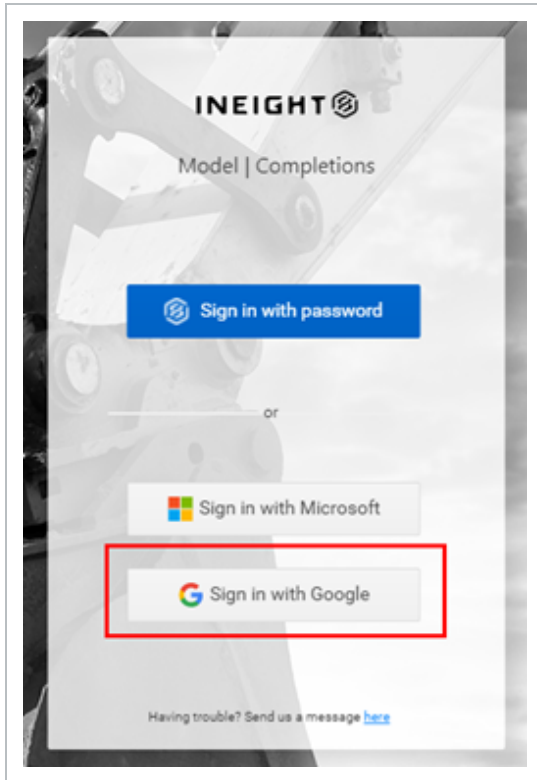 INEIGHT
Model | Completions
Sign in with password
or
Sign in with Microsoft
Sign in with Google
Having trouble? Send us a message here